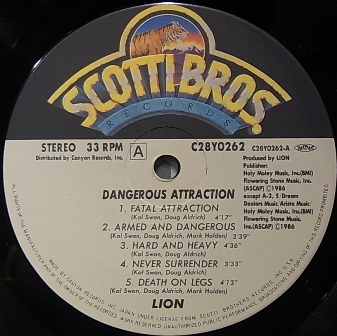 SCOTTI BROS.
RECORDS
STEREO 33 RPM
Distributed by Canyon Records, Inc.
A
C28Y0262
C28Y0262-A
Produced by LION
Publisher:
Holy Moley Music, Inc/(BMI)
Flowering Stone Music, Inc.
(ASCAP) ©1986
except A-2, 5; Dream
Dealers Music Artists Music/
Holy Moley Music, Inc/(BMI)
Flowering Stone Music, Inc.
(ASCAP) ©1986
DANGEROUS ATTRACTION
1. FATAL ATTRACTION
(Kal Swan, Doug Aldrich) 4'17"
2. ARMED AND DANGEROUS
(Kal Swan, Doug Aldrich, Mark Holden) 3'39"
3. HARD AND HEAVY 4'36"
(Kal Swan, Doug Aldrich)
4. NEVER SURRENDER 3'33"
(Kal Swan, Doug Aldrich)
5. DEATH ON LEGS 4'13"
(Kal Swan, Doug Aldrich, Mark Holden)
LION